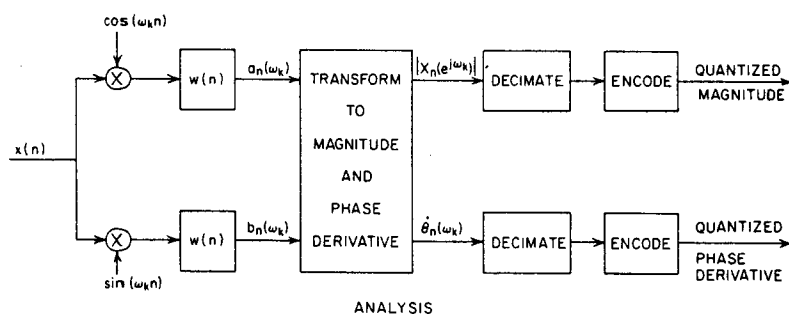 cos(ωₖn)
w(n)
aₙ(ωₖ)
TRANSFORM
TO
MAGNITUDE
AND
PHASE
DERIVATIVE
|Xₙ(e^{jωₖ})|
DECIMATE
ENCODE
QUANTIZED
MAGNITUDE
x(n)
X
X
w(n)
bₙ(ωₖ)
θ̇ₙ(ωₖ)
DECIMATE
ENCODE
QUANTIZED
PHASE
DERIVATIVE
sin(ωₖn)
ANALYSIS